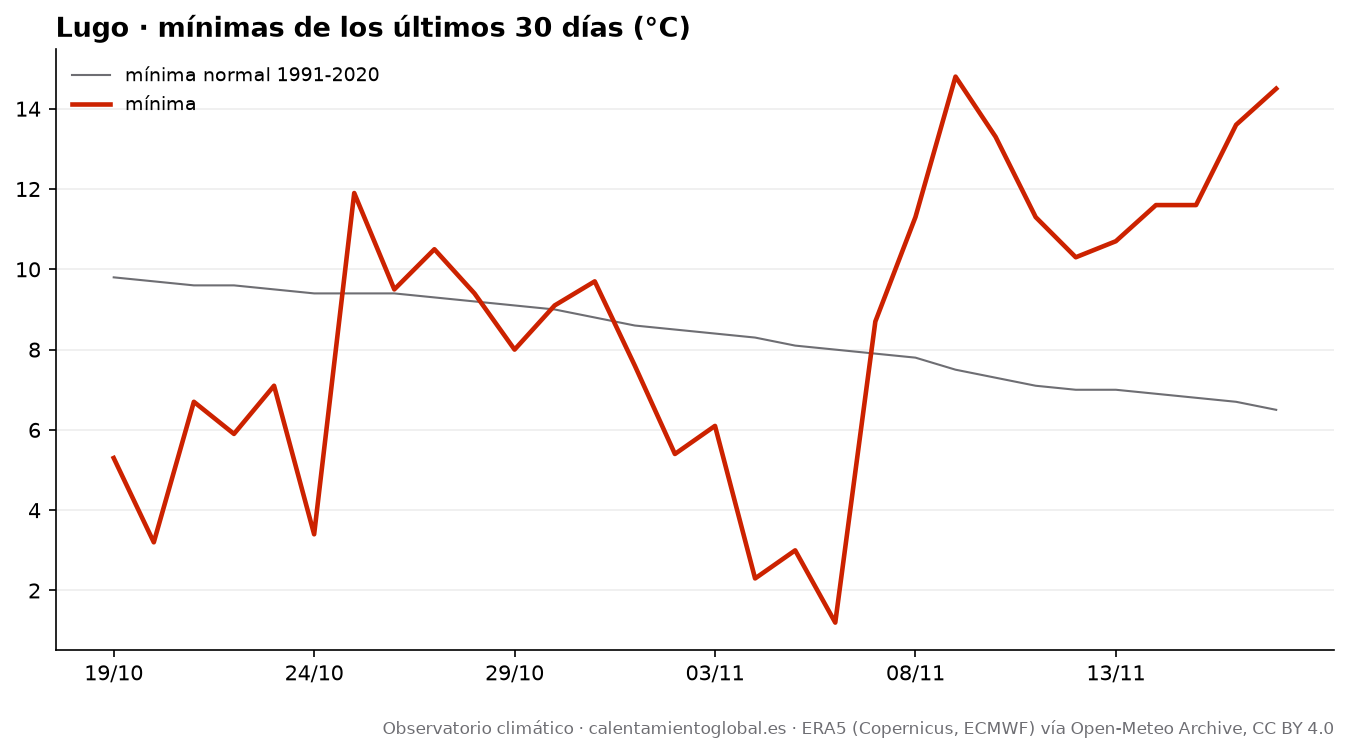 Lugo · mínimas de los últimos 30 días (°C)
mínima normal 1991-2020
mínima
14
12
10
8
6
4
2
19/10 24/10 29/10 03/11 08/11 13/11
Observatorio climático · calentamientoglobal.es · ERA5 (Copernicus, ECMWF) vía Open-Meteo Archive, CC BY 4.0